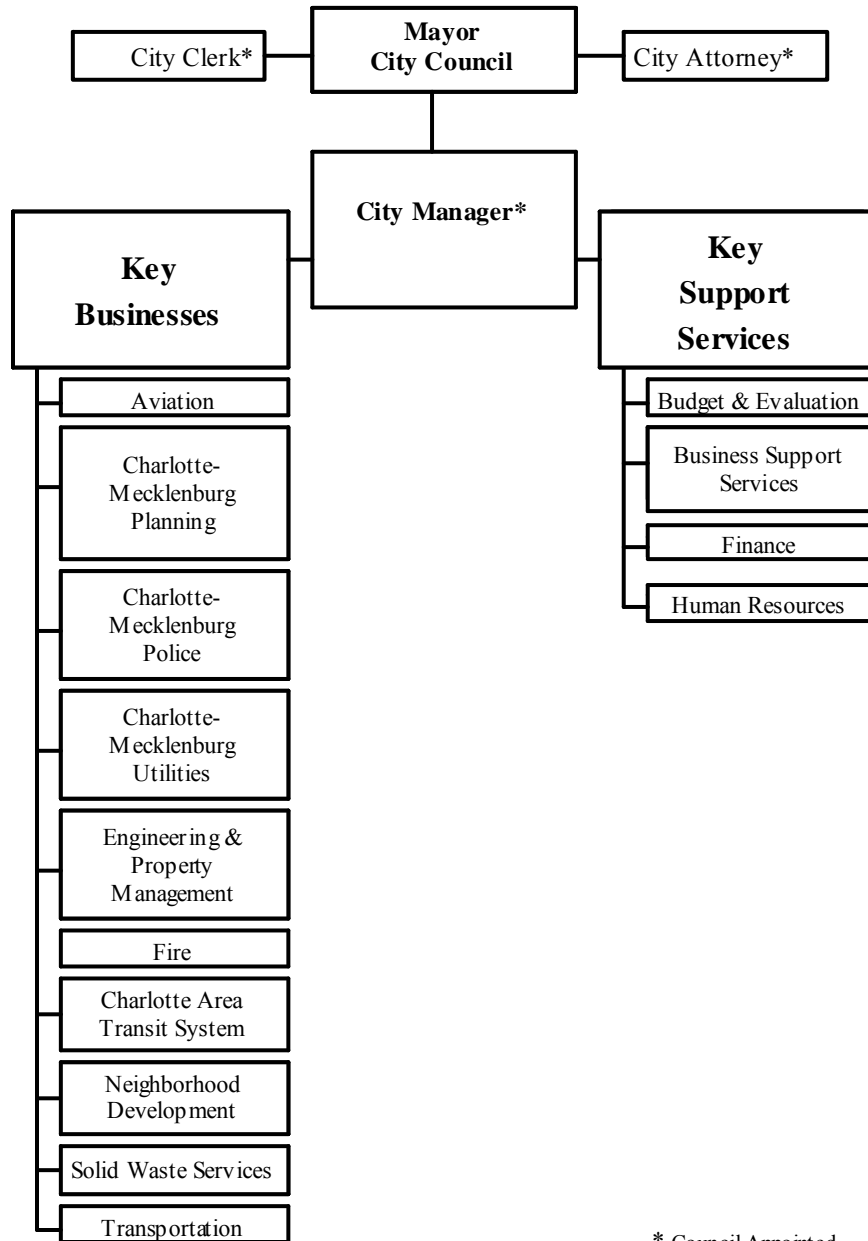 Mayor
City Council
City Clerk*
City Attorney*
City Manager*
Key
Businesses
Aviation
Charlotte-
Mecklenburg
Planning
Charlotte-
Mecklenburg
Police
Charlotte-
Mecklenburg
Utilities
Engineering &
Property
Management
Fire
Charlotte Area
Transit System
Neighborhood
Development
Solid Waste Services
Transportation
Key
Support
Services
Budget & Evaluation
Business Support
Services
Finance
Human Resources
* Council Appointed